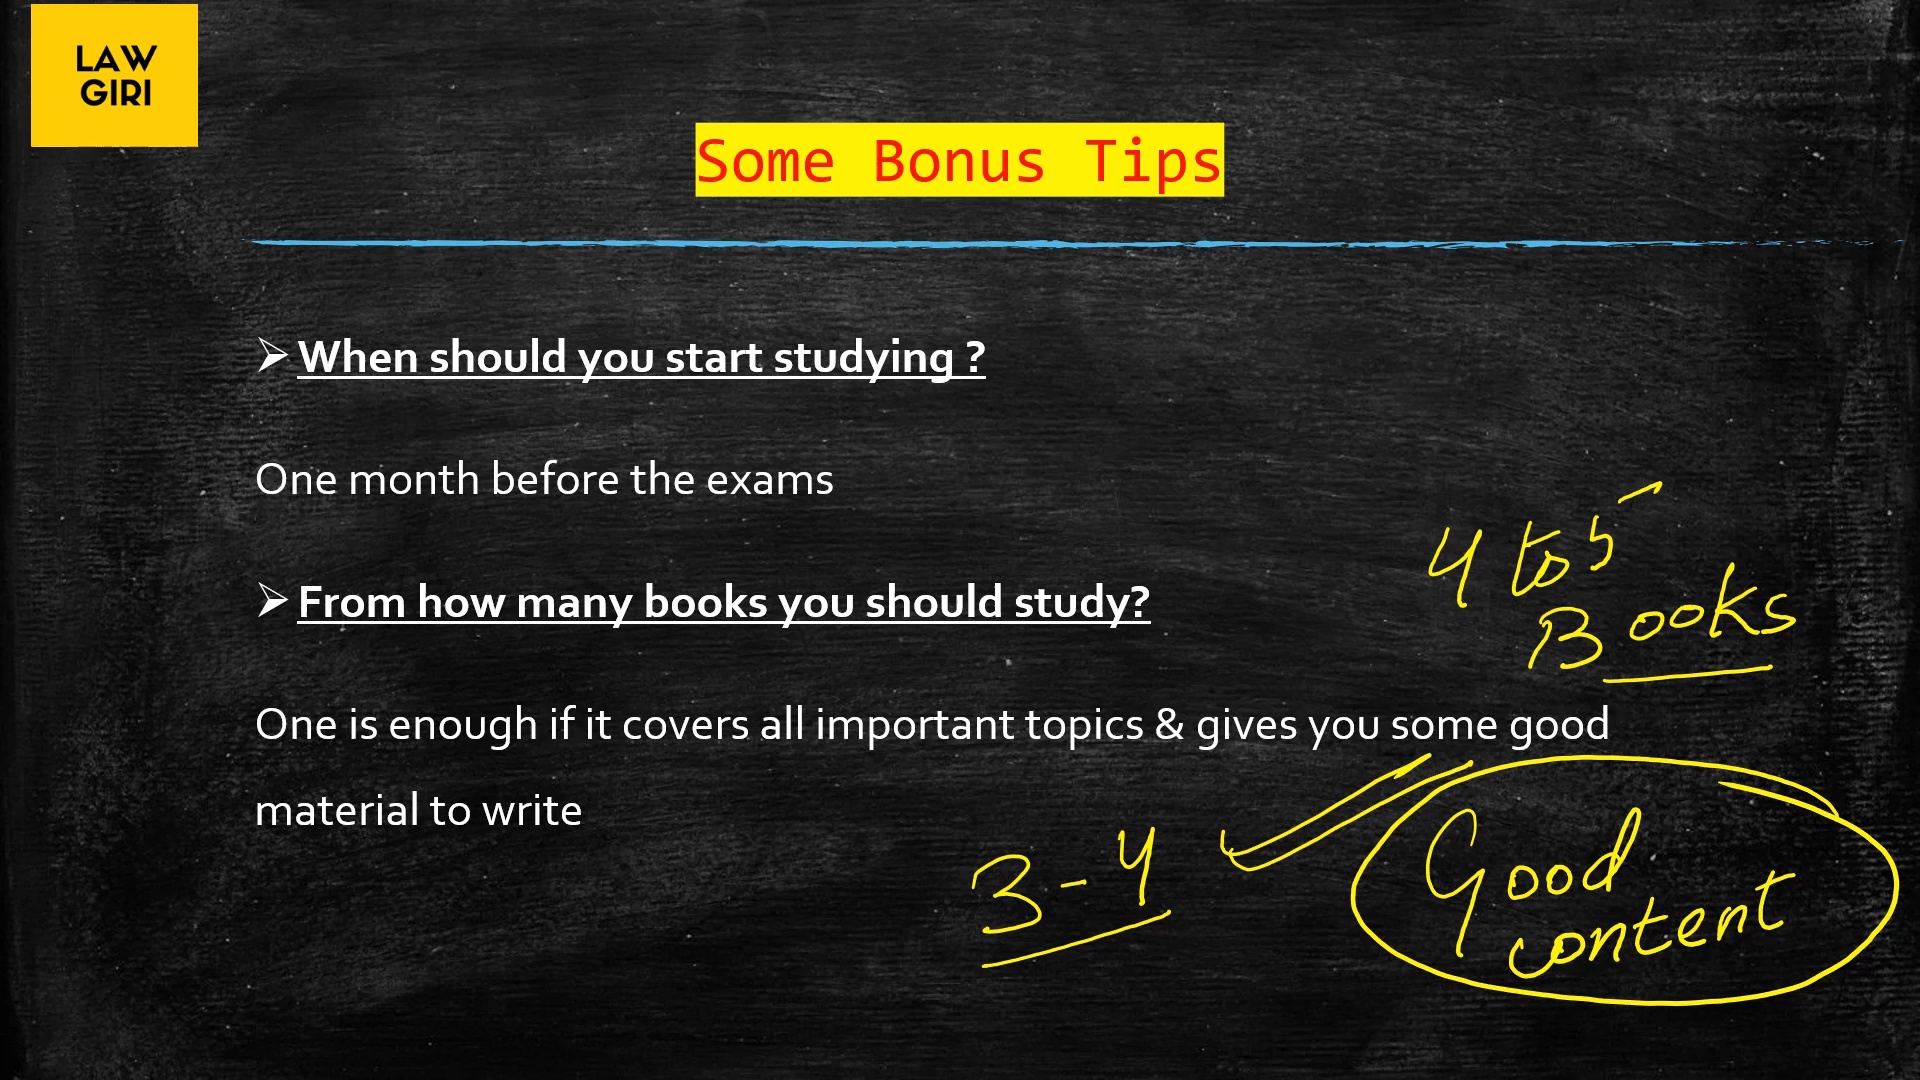 LAW
GIRI
Some Bonus Tips
When should you start studying ?
One month before the exams
4 to 5
Books
From how many books you should study?
One is enough if it covers all important topics & gives you some good
material to write
3-4
Good
content